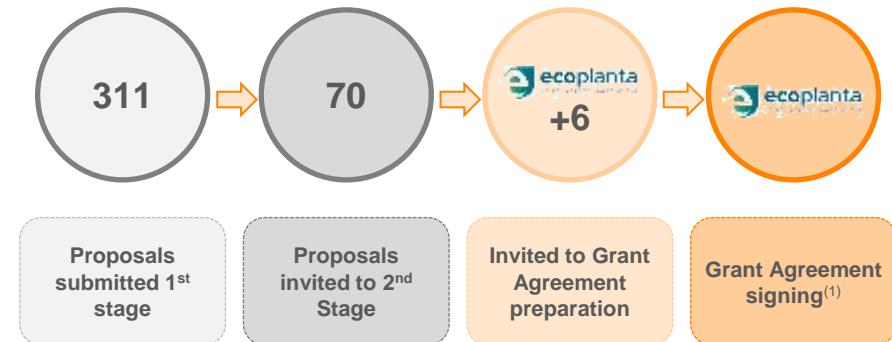 311
70
ecoplanta
+6
ecoplanta
Proposals
submitted 1st
stage
Proposals
invited to 2nd
Stage
Invited to Grant
Agreement
preparation
Grant Agreement
signing(1)